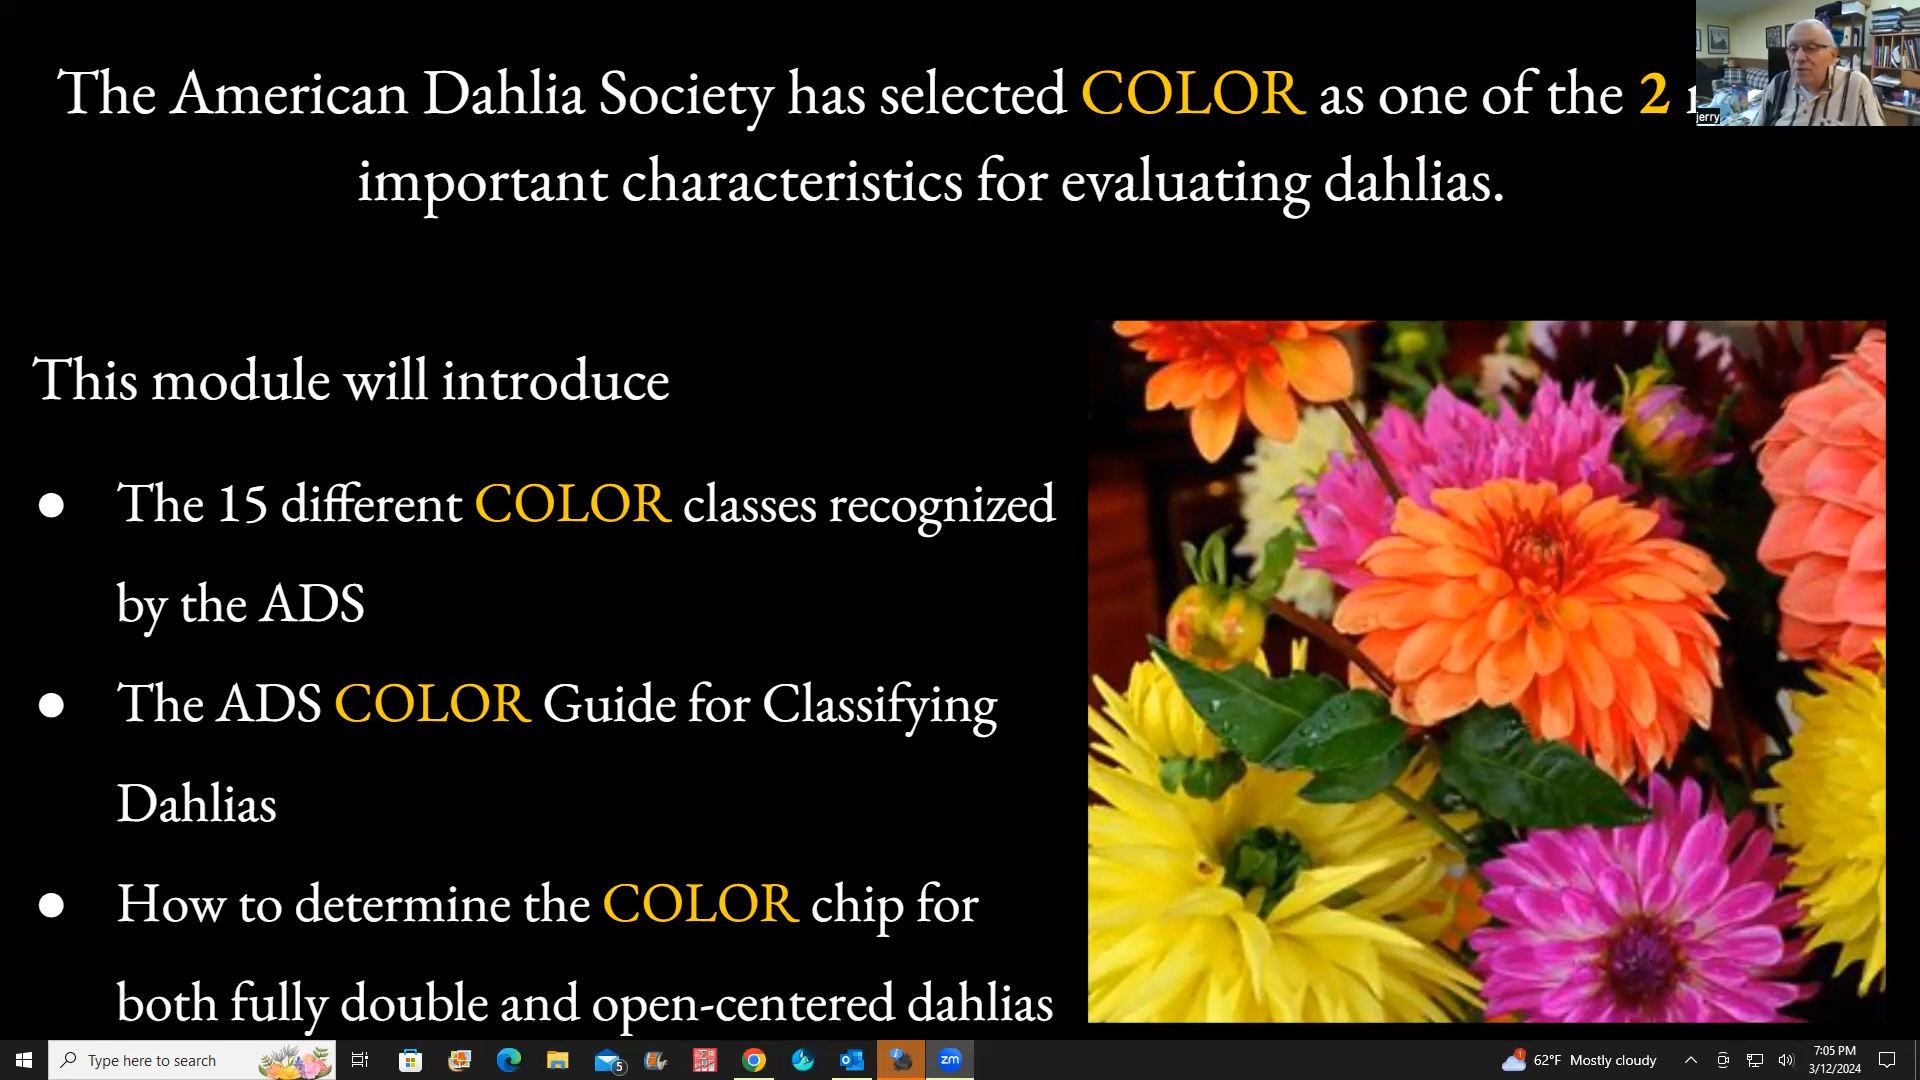 The American Dahlia Society has selected COLOR as one of the 2
important characteristics for evaluating dahlias.
jerry
This module will introduce
● The 15 different COLOR classes recognized
by the ADS
● The ADS COLOR Guide for Classifying
Dahlias
● How to determine the COLOR chip for
both fully double and open-centered dahlias
Type here to search
5
zm
1
62°F Mostly cloudy
7:05 PM
3/12/2024